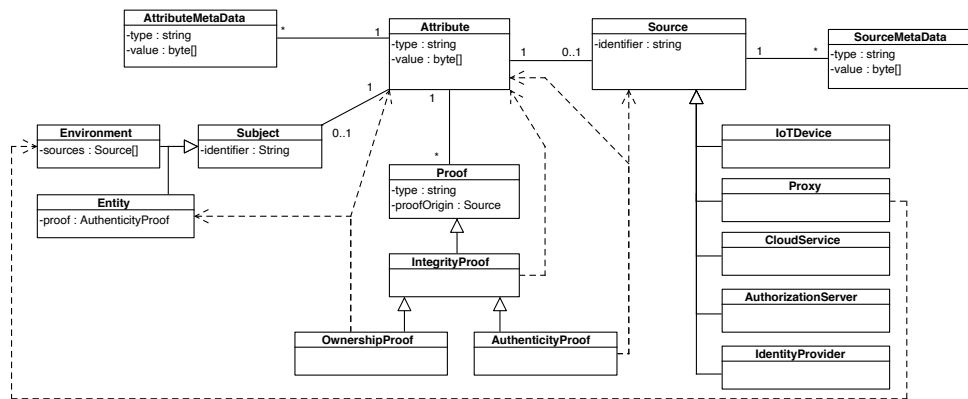 AttributeMetaData
-type : string
-value : byte[]
*
1
Attribute
-type : string
-value : byte[]
1
0..1
Source
-identifier : string
1
*
SourceMetaData
-type : string
-value : byte[]
1
0..1
1
*
Environment
-sources : Source[]
Subject
-identifier : String
IoTDevice
Entity
-proof : AuthenticityProof
Proof
-type : string
-proofOrigin : Source
Proxy
IntegrityProof
CloudService
OwnershipProof
AuthenticityProof
AuthorizationServer
IdentityProvider